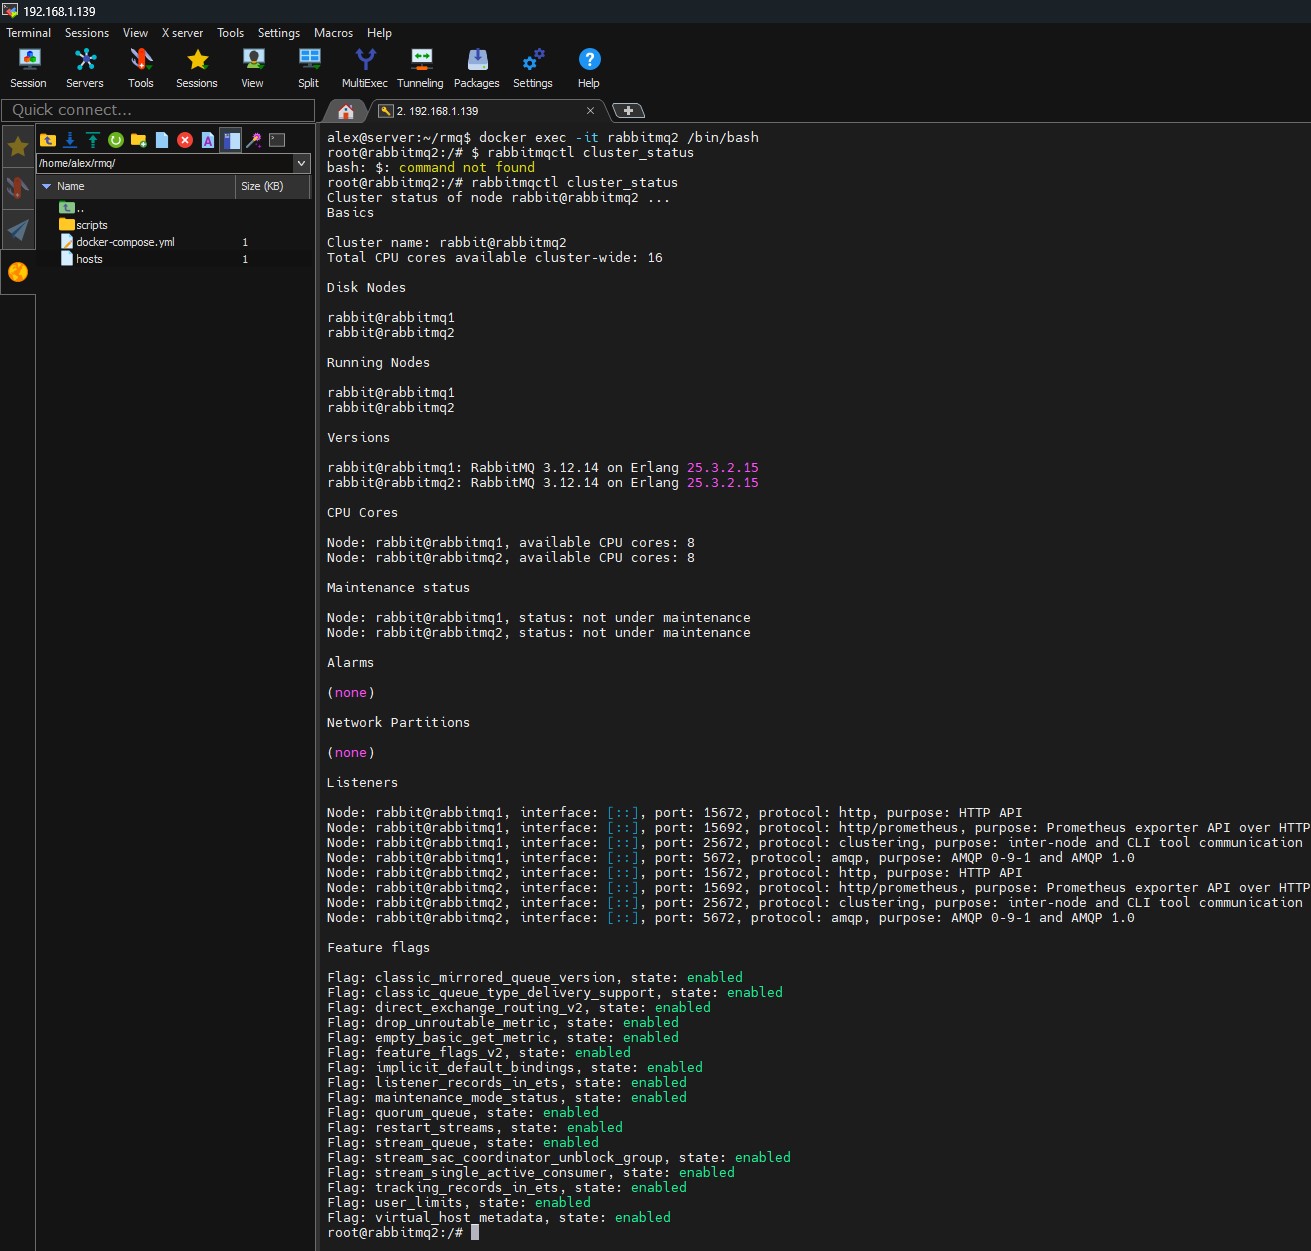 192.168.1.139
Terminal Sessions View X server Tools Settings Macros Help
Session Servers Tools Sessions View Split MultiExec Tunneling Packages Settings Help
Quick connect...
2. 192.168.1.139
/home/alex/rmq/
Name Size (KB)
..
scripts
docker-compose.yml 1
hosts 1
alex@server:~/rmq$ docker exec -it rabbitmq2 /bin/bash
root@rabbitmq2:/# $ rabbitmqctl cluster_status
bash: $: command not found
root@rabbitmq2:/# rabbitmqctl cluster_status
Cluster status of node rabbit@rabbitmq2 ...
Basics
Cluster name: rabbit@rabbitmq2
Total CPU cores available cluster-wide: 16
Disk Nodes
rabbit@rabbitmq1
rabbit@rabbitmq2
Running Nodes
rabbit@rabbitmq1
rabbit@rabbitmq2
Versions
rabbit@rabbitmq1: RabbitMQ 3.12.14 on Erlang 25.3.2.15
rabbit@rabbitmq2: RabbitMQ 3.12.14 on Erlang 25.3.2.15
CPU Cores
Node: rabbit@rabbitmq1, available CPU cores: 8
Node: rabbit@rabbitmq2, available CPU cores: 8
Maintenance status
Node: rabbit@rabbitmq1, status: not under maintenance
Node: rabbit@rabbitmq2, status: not under maintenance
Alarms
(none)
Network Partitions
(none)
Listeners
Node: rabbit@rabbitmq1, interface: [::], port: 15672, protocol: http, purpose: HTTP API
Node: rabbit@rabbitmq1, interface: [::], port: 15692, protocol: http/prometheus, purpose: Prometheus exporter API over HTTP
Node: rabbit@rabbitmq1, interface: [::], port: 25672, protocol: clustering, purpose: inter-node and CLI tool communication
Node: rabbit@rabbitmq1, interface: [::], port: 5672, protocol: amqp, purpose: AMQP 0-9-1 and AMQP 1.0
Node: rabbit@rabbitmq2, interface: [::], port: 15672, protocol: http, purpose: HTTP API
Node: rabbit@rabbitmq2, interface: [::], port: 15692, protocol: http/prometheus, purpose: Prometheus exporter API over HTTP
Node: rabbit@rabbitmq2, interface: [::], port: 25672, protocol: clustering, purpose: inter-node and CLI tool communication
Node: rabbit@rabbitmq2, interface: [::], port: 5672, protocol: amqp, purpose: AMQP 0-9-1 and AMQP 1.0
Feature flags
Flag: classic_mirrored_queue_version, state: enabled
Flag: classic_queue_type_delivery_support, state: enabled
Flag: direct_exchange_routing_v2, state: enabled
Flag: drop_unroutable_metric, state: enabled
Flag: empty_basic_get_metric, state: enabled
Flag: feature_flags_v2, state: enabled
Flag: implicit_default_bindings, state: enabled
Flag: listener_records_in_ets, state: enabled
Flag: maintenance_mode_status, state: enabled
Flag: quorum_queue, state: enabled
Flag: restart_streams, state: enabled
Flag: stream_queue, state: enabled
Flag: stream_sac_coordinator_unblock_group, state: enabled
Flag: stream_single_active_consumer, state: enabled
Flag: tracking_records_in_ets, state: enabled
Flag: user_limits, state: enabled
Flag: virtual_host_metadata, state: enabled
root@rabbitmq2:/#